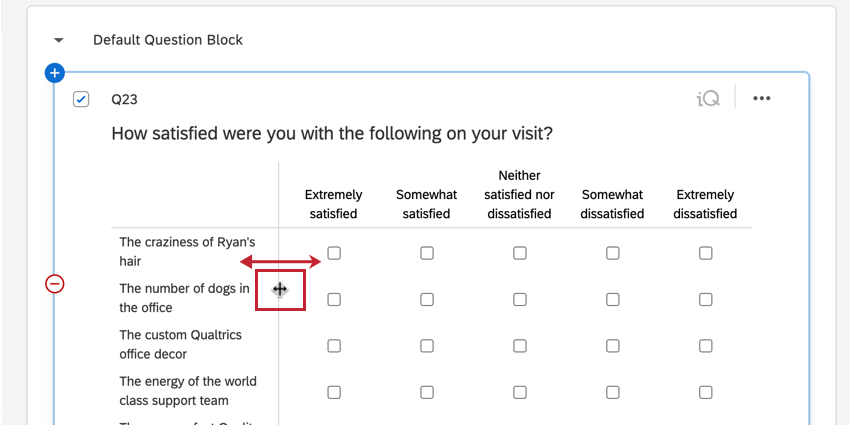 Default Question Block
Q23
iQ
How satisfied were you with the following on your visit?
Extremely
satisfied
Somewhat
satisfied
Neither
satisfied nor
dissatisfied
Somewhat
dissatisfied
Extremely
dissatisfied
The craziness of Ryan's
hair
The number of dogs in
the office
The custom Qualtrics
office decor
The energy of the world
class support team